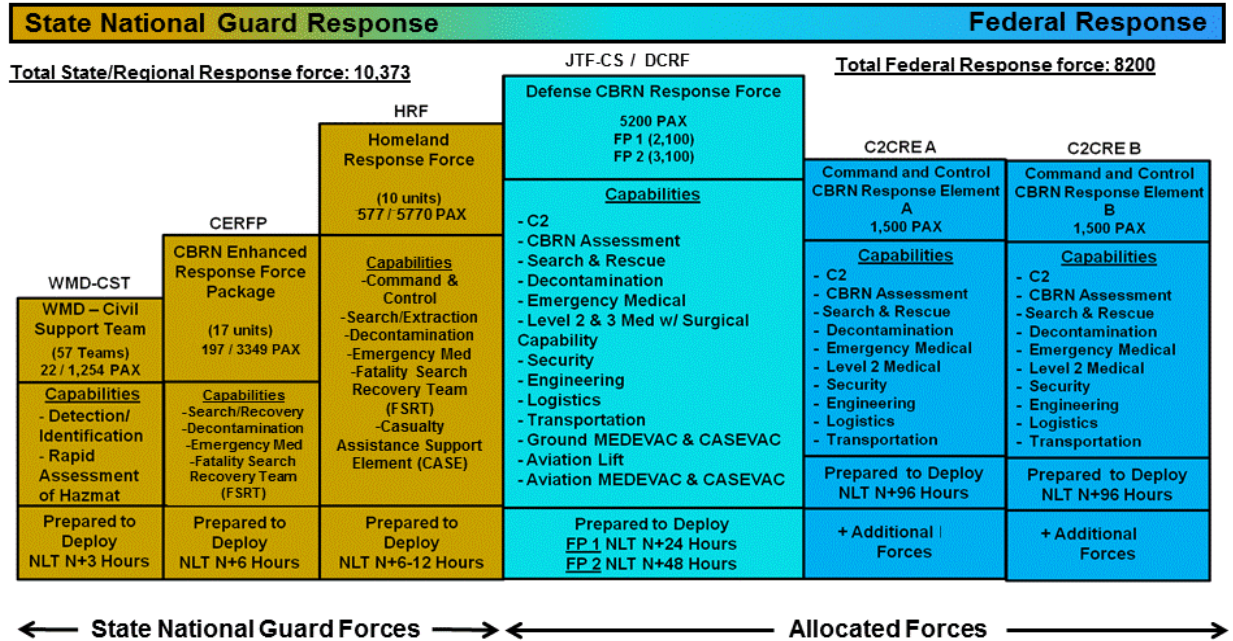 State National Guard Response
Federal Response
Total State/Regional Response force: 10,373
JTF-CS / DCRF
Total Federal Response force: 8200
WMD-CST
WMD – Civil
Support Team
(57 Teams)
22 / 1,254 PAX
Capabilities
- Detection/
Identification
- Rapid
Assessment
of Hazmat
Prepared to
Deploy
NLT N+3 Hours
CERFP
CBRN Enhanced
Response Force
Package
(17 units)
197 / 3349 PAX
Capabilities
-Search/Recovery
-Decontamination
-Emergency Med
-Fatality Search
Recovery Team
(FSRT)
Prepared to
Deploy
NLT N+6 Hours
HRF
Homeland
Response Force
(10 units)
577 / 5770 PAX
Capabilities
-Command &
Control
-Search/Extraction
-Decontamination
-Emergency Med
-Fatality Search
Recovery Team
(FSRT)
-Casualty
Assistance Support
Element (CASE)
Prepared to
Deploy
NLT N+6-12 Hours
Defense CBRN Response Force
5200 PAX
FP 1 (2,100)
FP 2 (3,100)
Capabilities
- C2
- CBRN Assessment
- Search & Rescue
- Decontamination
- Emergency Medical
- Level 2 & 3 Med w/ Surgical
Capability
- Security
- Engineering
- Logistics
- Transportation
- Ground MEDEVAC & CASEVAC
- Aviation Lift
- Aviation MEDEVAC & CASEVAC
Prepared to Deploy
FP 1 NLT N+24 Hours
FP 2 NLT N+48 Hours
C2CRE A
Command and Control
CBRN Response Element
A
1,500 PAX
Capabilities
- C2
- CBRN Assessment
- Search & Rescue
- Decontamination
- Emergency Medical
- Level 2 Medical
- Security
- Engineering
- Logistics
- Transportation
Prepared to Deploy
NLT N+96 Hours
+ Additional
Forces
C2CRE B
Command and Control
CBRN Response Element
B
1,500 PAX
Capabilities
- C2
- CBRN Assessment
- Search & Rescue
- Decontamination
- Emergency Medical
- Level 2 Medical
- Security
- Engineering
- Logistics
- Transportation
Prepared to Deploy
NLT N+96 Hours
+ Additional
Forces
State National Guard Forces
Allocated Forces